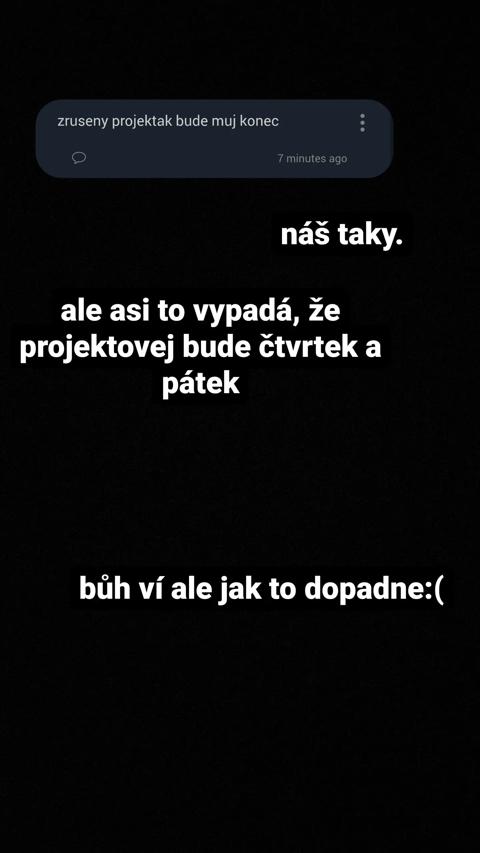 zruseny projektak bude muj konec
7 minutes ago
náš taky.
ale asi to vypadá, že
projektovej bude čtvrtek a
pátek
bůh ví ale jak to dopadne:(